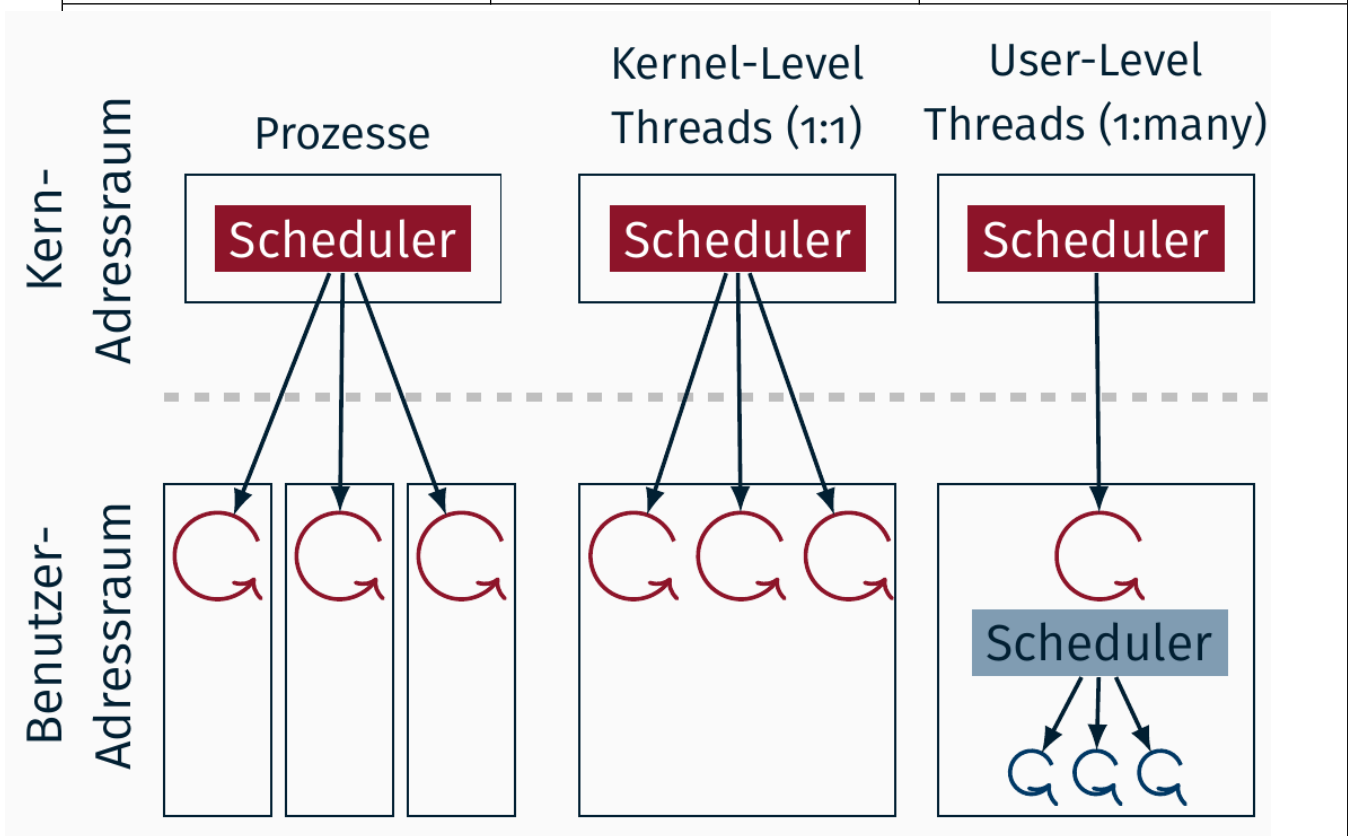 Kern-
Adressraum
Prozesse
Kernel-Level
Threads (1:1)
User-Level
Threads (1:many)
Scheduler
Scheduler
Scheduler
Benutzer-
Adressraum
Scheduler